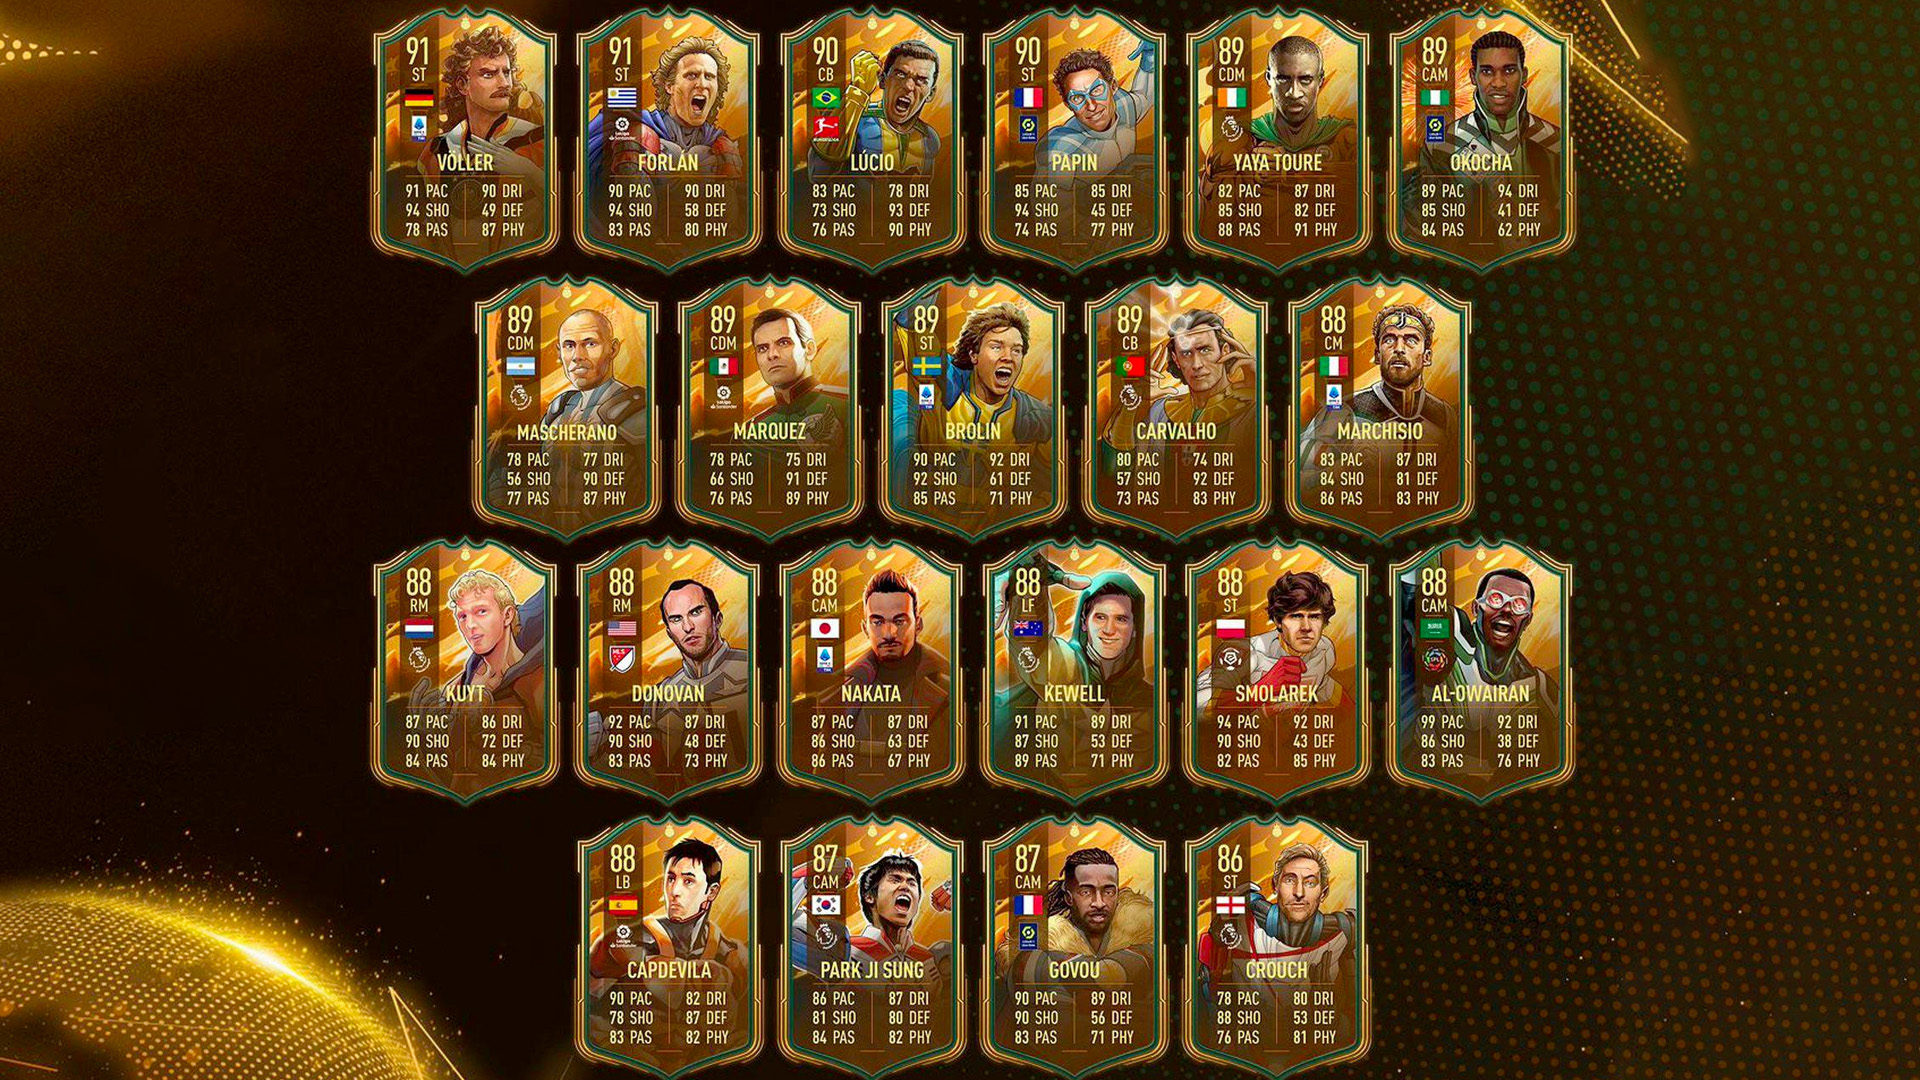 91
ST
VÖLLER
91 PAC 90 DRI
94 SHO 49 DEF
78 PAS 87 PHY
91
ST
FORLÁN
90 PAC 90 DRI
94 SHO 58 DEF
83 PAS 80 PHY
90
CB
LÚCIO
83 PAC 78 DRI
73 SHO 93 DEF
76 PAS 90 PHY
90
ST
PAPIN
85 PAC 85 DRI
94 SHO 45 DEF
74 PAS 77 PHY
89
CDM
YAYA TOURE
82 PAC 87 DRI
85 SHO 82 DEF
88 PAS 91 PHY
89
CAM
OKOCHA
89 PAC 94 DRI
85 SHO 41 DEF
84 PAS 62 PHY
89
CDM
MASCHERANO
78 PAC 77 DRI
56 SHO 90 DEF
77 PAS 87 PHY
89
CDM
MÁRQUEZ
78 PAC 75 DRI
66 SHO 91 DEF
76 PAS 89 PHY
89
ST
BROLIN
90 PAC 92 DRI
92 SHO 61 DEF
85 PAS 71 PHY
89
CB
CARVALHO
80 PAC 74 DRI
57 SHO 92 DEF
73 PAS 83 PHY
88
CM
MARCHISIO
83 PAC 87 DRI
84 SHO 81 DEF
86 PAS 83 PHY
88
RM
KUYT
87 PAC 86 DRI
90 SHO 72 DEF
84 PAS 84 PHY
88
RM
MLS
DONOVAN
92 PAC 87 DRI
90 SHO 48 DEF
83 PAS 73 PHY
88
CAM
NAKATA
87 PAC 87 DRI
86 SHO 63 DEF
86 PAS 67 PHY
88
LF
KEWELL
91 PAC 89 DRI
87 SHO 53 DEF
89 PAS 71 PHY
88
ST
SMOLAREK
94 PAC 92 DRI
90 SHO 43 DEF
82 PAS 85 PHY
88
CAM
SPL
AL-OWAIRAN
99 PAC 92 DRI
86 SHO 38 DEF
83 PAS 76 PHY
88
LB
CAPDEVILA
90 PAC 82 DRI
78 SHO 87 DEF
83 PAS 82 PHY
87
CAM
PARK JI SUNG
86 PAC 87 DRI
81 SHO 80 DEF
84 PAS 82 PHY
87
CAM
GOVOU
90 PAC 89 DRI
90 SHO 56 DEF
83 PAS 71 PHY
86
ST
CROUCH
78 PAC 80 DRI
88 SHO 53 DEF
76 PAS 81 PHY